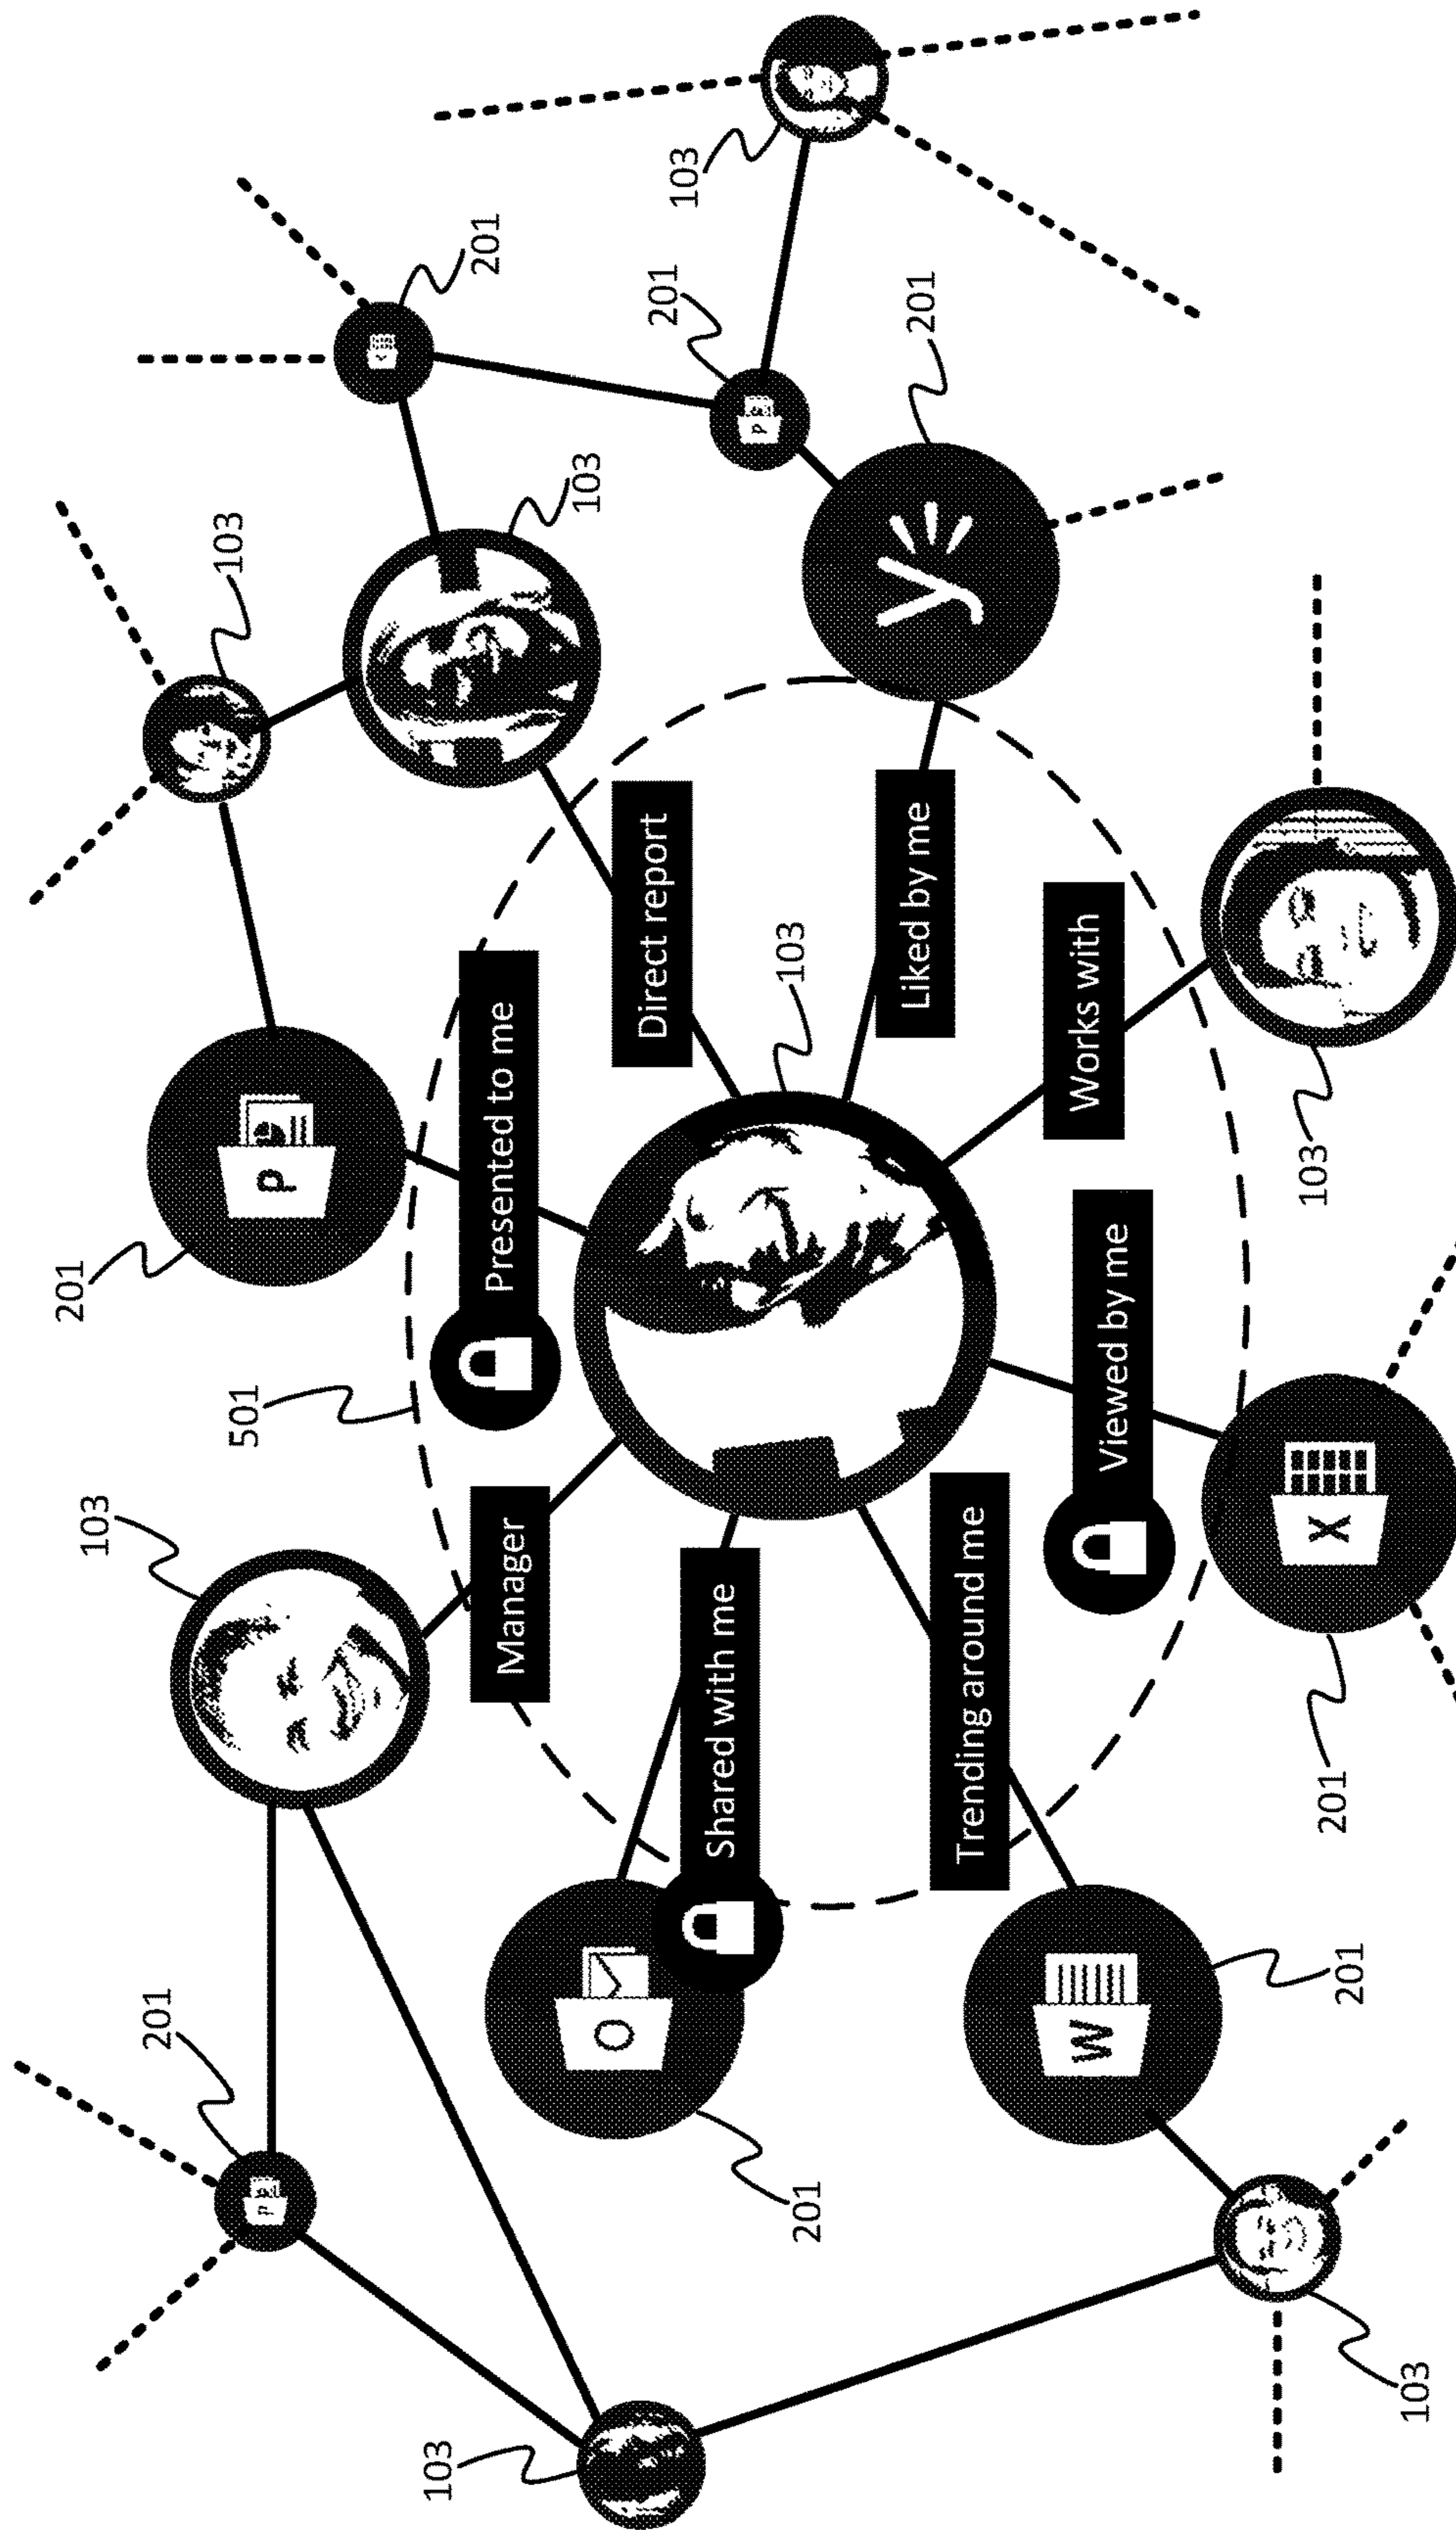 201
103
201
103
501
P
P
103
201
Presented to me
Manager
103
O
Direct report
201
103
Shared with me
P
103
201
Liked by me
201
y
Trending around me
Works with
W
Viewed by me
103
X
201
201
103